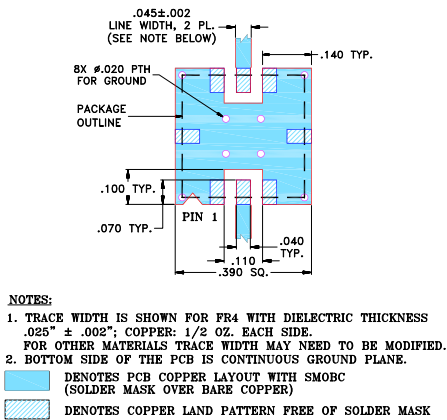 .045±.002
LINE WIDTH, 2 PL.
(SEE NOTE BELOW)
.140 TYP.
8X ø.020 PTH
FOR GROUND
PACKAGE
OUTLINE
.100 TYP.
.070 TYP.
PIN 1
.040
TYP.
.110
.390 SQ.
NOTES:
1. TRACE WIDTH IS SHOWN FOR FR4 WITH DIELECTRIC THICKNESS
.025" ± .002"; COPPER: 1/2 OZ. EACH SIDE.
FOR OTHER MATERIALS TRACE WIDTH MAY NEED TO BE MODIFIED.
2. BOTTOM SIDE OF THE PCB IS CONTINUOUS GROUND PLANE.
DENOTES PCB COPPER LAYOUT WITH SMOBC
(SOLDER MASK OVER BARE COPPER)
DENOTES COPPER LAND PATTERN FREE OF SOLDER MASK